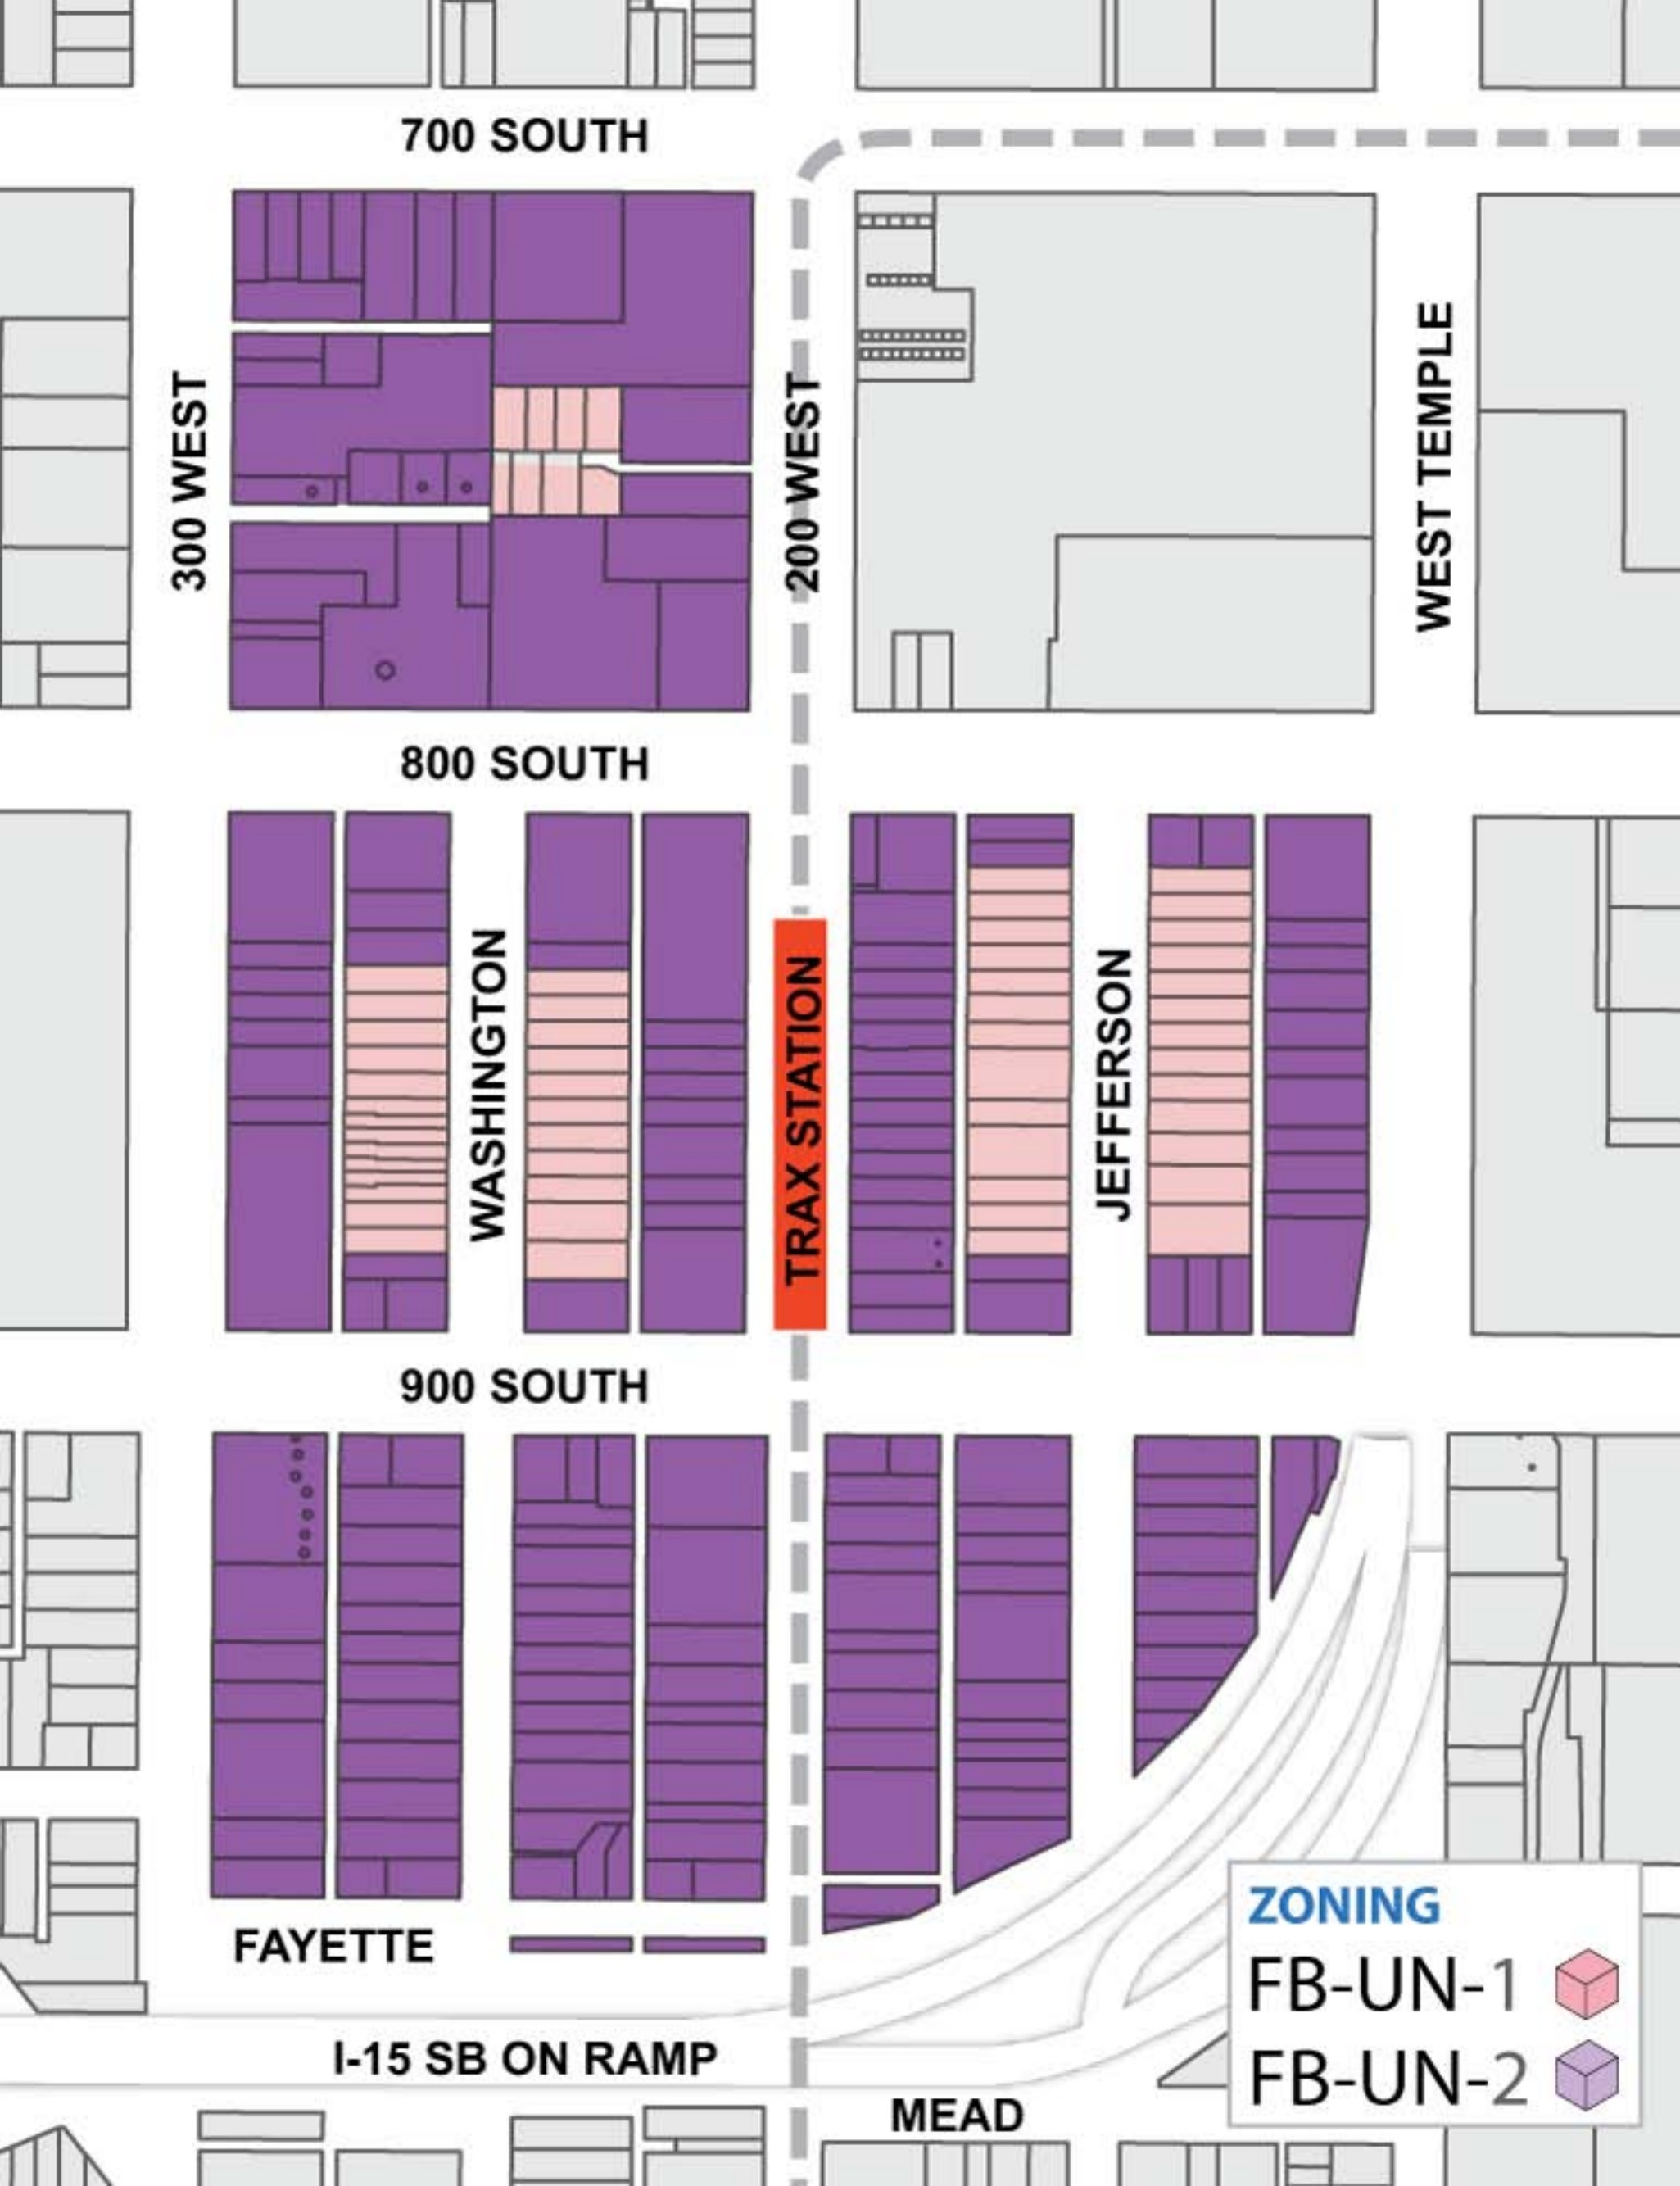 700 SOUTH
300 WEST
200 WEST
WEST TEMPLE
800 SOUTH
WASHINGTON
TRAX STATION
JEFFERSON
900 SOUTH
FAYETTE
I-15 SB ON RAMP
MEAD
ZONING
FB-UN-1
FB-UN-2